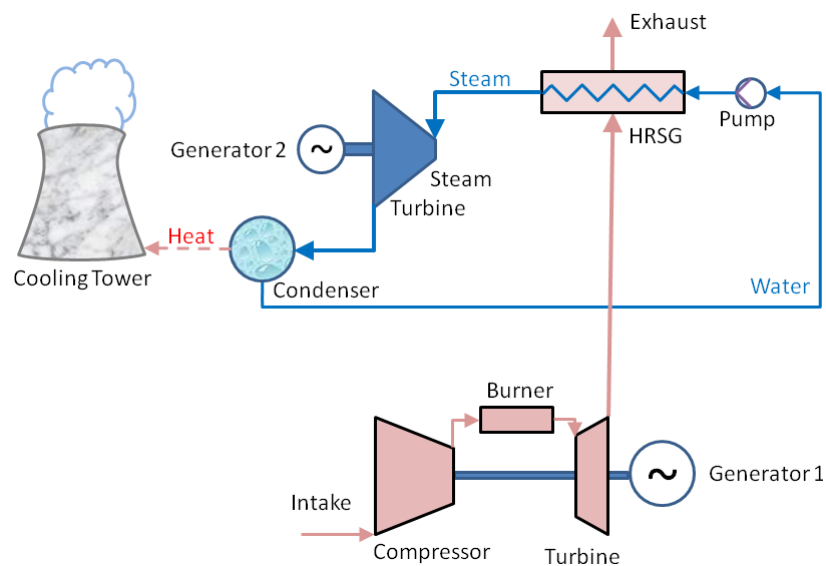 Exhaust
Steam
Pump
HRSG
Generator 2
~
Steam
Turbine
Heat
Cooling Tower
Condenser
Water
Burner
~
Generator 1
Intake
Compressor
Turbine